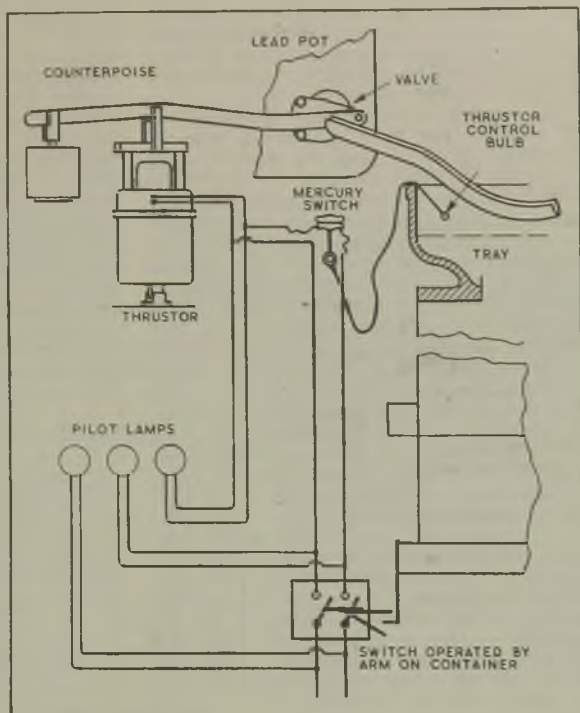 LEAD POT
COUNTERPOISE
VALVE
THRUSTOR
CONTROL
BULB
MERCURY
SWITCH
TRAY
THRUSTOR
PILOT LAMPS
SWITCH OPERATED BY
ARM ON CONTAINER